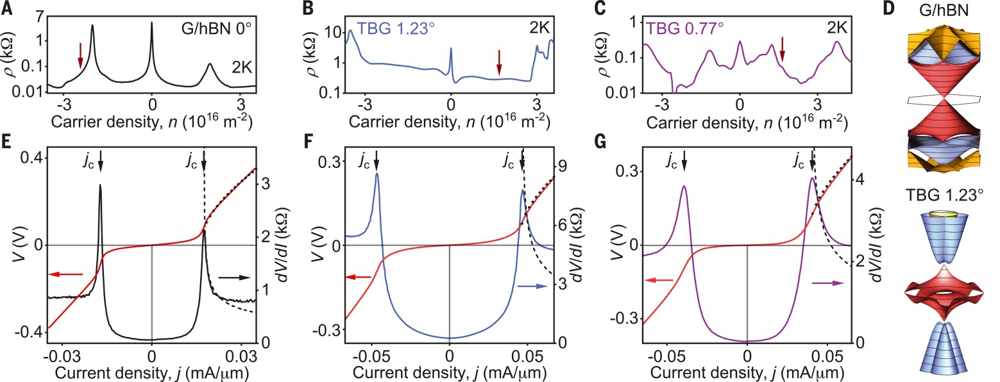 A
7
1
0.1
0.01
ρ (kΩ)
G/hBN 0°
2K
-3
0
3
Carrier density, n (10¹⁶ m⁻²)
B
10
1
0.1
ρ (kΩ)
TBG 1.23°
2K
-3
0
3
Carrier density, n (10¹⁶ m⁻²)
C
1
0.1
0.01
ρ (kΩ)
TBG 0.77°
2K
-3
0
3
Carrier density, n (10¹⁶ m⁻²)
D
G/hBN
TBG 1.23°
E
0.4
0
-0.4
V (V)
jc
jc
3
2
1
0
dV/dI (kΩ)
-0.03
0
0.03
Current density, j (mA/μm)
F
0.3
0
-0.3
V (V)
jc
jc
9
6
3
0
dV/dI (kΩ)
-0.05
0
0.05
Current density, j (mA/μm)
G
0.3
0
-0.3
V (V)
jc
jc
4
2
0
dV/dI (kΩ)
-0.05
0
0.05
Current density, j (mA/μm)